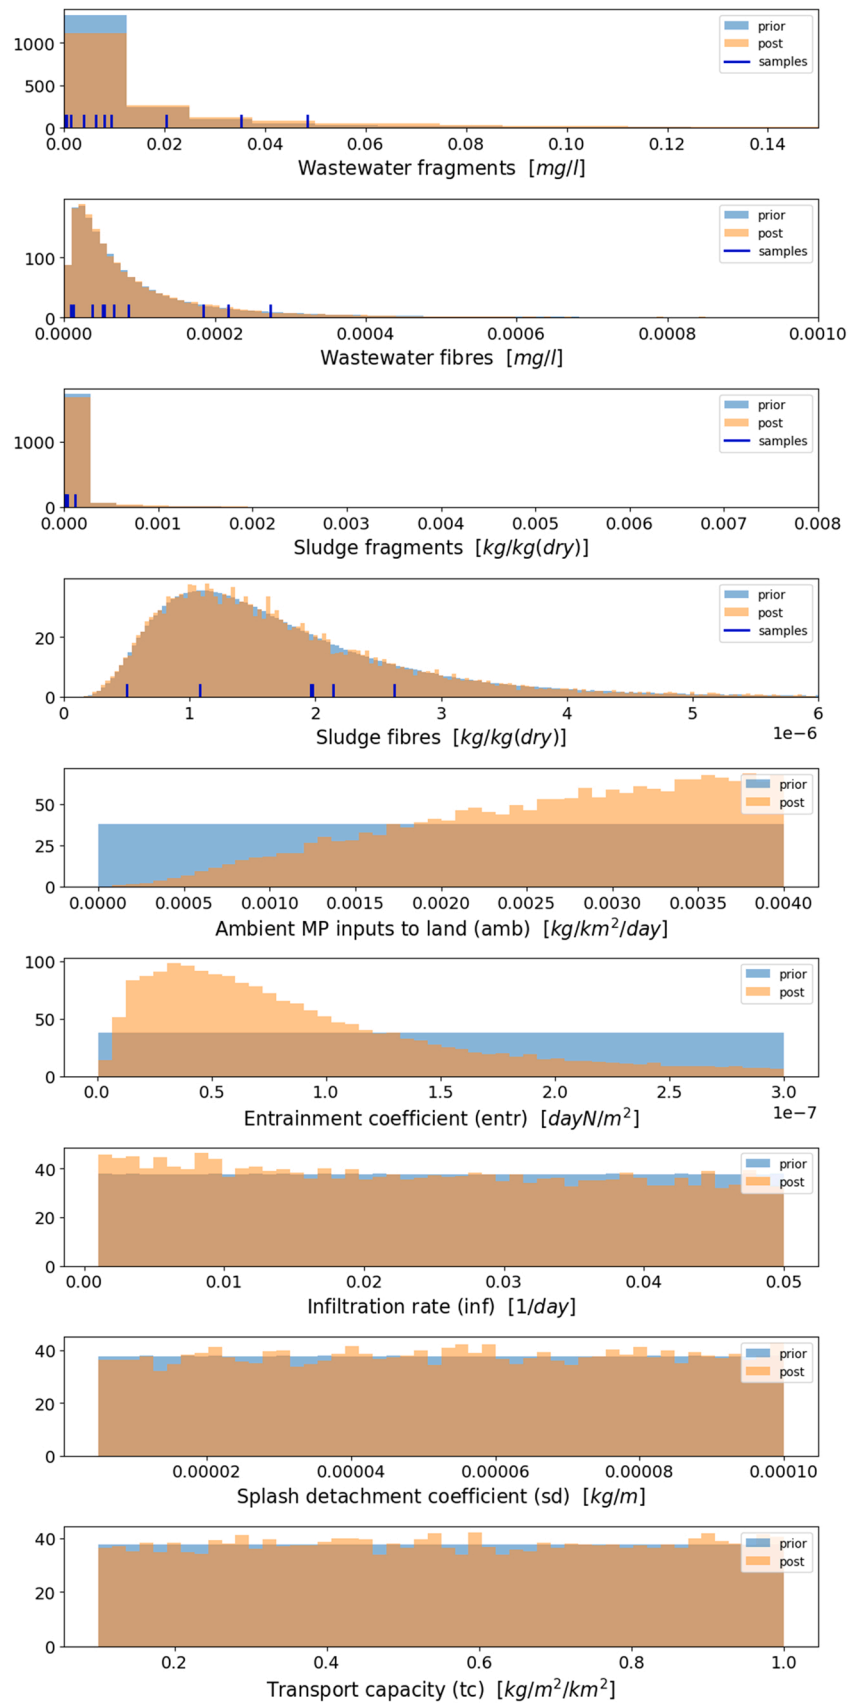 1000
500
0
prior
post
samples
0.00 0.02 0.04 0.06 0.08 0.10 0.12 0.14
Wastewater fragments [mg/l]
100
0
prior
post
samples
0.0000 0.0002 0.0004 0.0006 0.0008 0.0010
Wastewater fibres [mg/l]
1000
0
prior
post
samples
0.000 0.001 0.002 0.003 0.004 0.005 0.006 0.007 0.008
Sludge fragments [kg/kg(dry)]
20
0
prior
post
samples
0 1 2 3 4 5 6
1e−6
Sludge fibres [kg/kg(dry)]
50
25
0
prior
post
0.0000 0.0005 0.0010 0.0015 0.0020 0.0025 0.0030 0.0035 0.0040
Ambient MP inputs to land (amb) [kg/km²/day]
100
50
0
prior
post
0.0 0.5 1.0 1.5 2.0 2.5 3.0
1e−7
Entrainment coefficient (entr) [dayN/m²]
40
20
0
prior
post
0.00 0.01 0.02 0.03 0.04 0.05
Infiltration rate (inf) [1/day]
40
20
0
prior
post
0.00002 0.00004 0.00006 0.00008 0.00010
Splash detachment coefficient (sd) [kg/m]
40
20
0
prior
post
0.2 0.4 0.6 0.8 1.0
Transport capacity (tc) [kg/m²/km²]